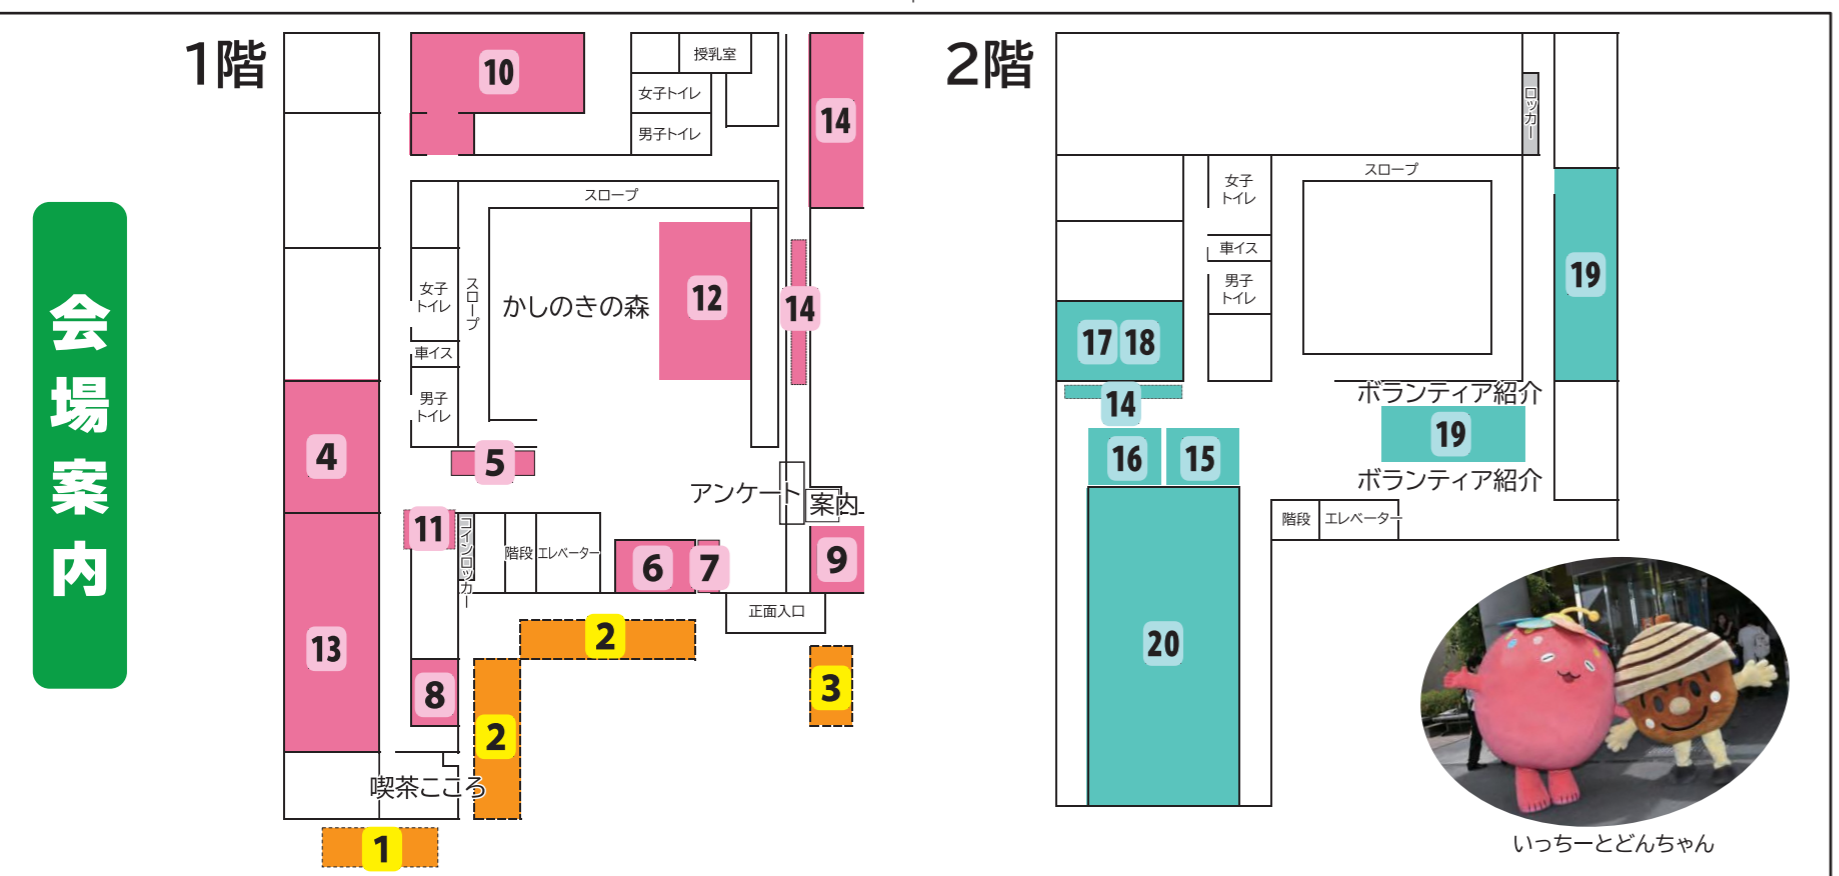 会場案内
1階
10
授乳室
女子トイレ
男子トイレ
14
スロープ
女子
トイレ
スロープ
かしのきの森
12
14
車イス
男子
トイレ
4
5
アンケート
案内
11
コインロッカー
階段
エレベーター
6
7
9
正面入口
13
2
8
2
3
喫茶こころ
1
2階
ロッカー
女子
トイレ
スロープ
車イス
男子
トイレ
19
17
18
14
ボランティア紹介
19
ボランティア紹介
16
15
階段
エレベーター
20
いっちーとどんちゃん